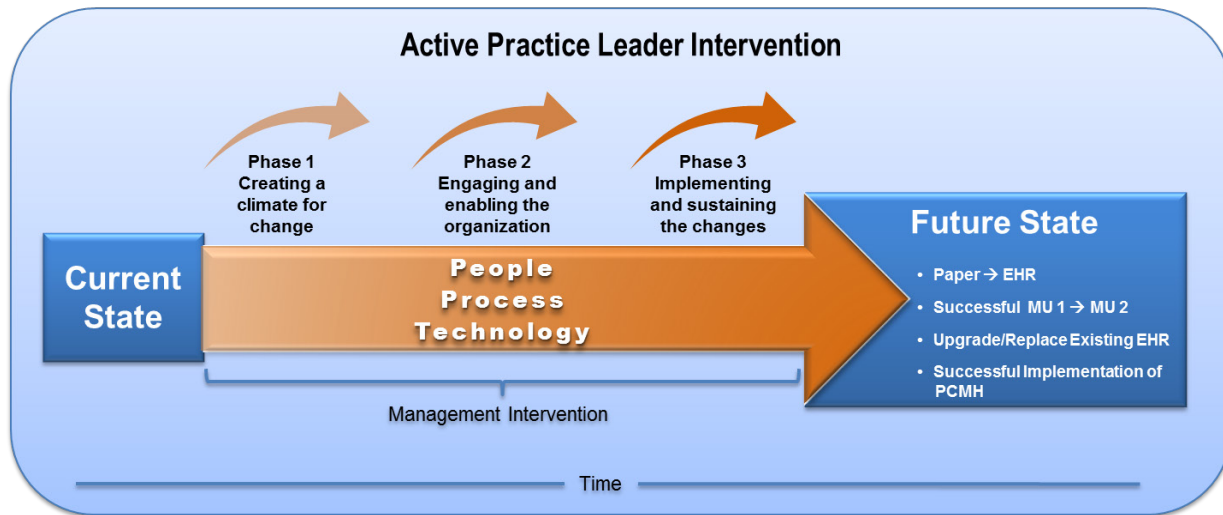 Active Practice Leader Intervention
Phase 1
Creating a
climate for
change
Phase 2
Engaging and
enabling the
organization
Phase 3
Implementing
and sustaining
the changes
Current
State
People
Process
Technology
Future State
• Paper → EHR
• Successful MU 1 → MU 2
• Upgrade/Replace Existing EHR
• Successful Implementation of
PCMH
Management Intervention
Time